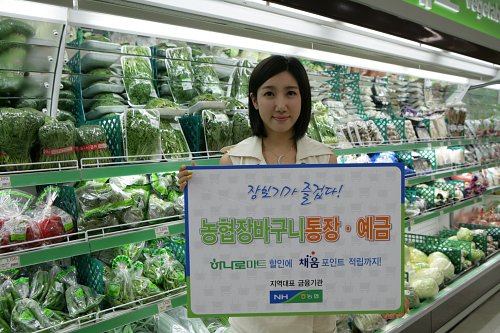 장보기가 즐겁다!
농협장바구니통장·예금
하나로마트 할인에 채움 포인트 적립까지!
지역대표 금융기관
NH 농협